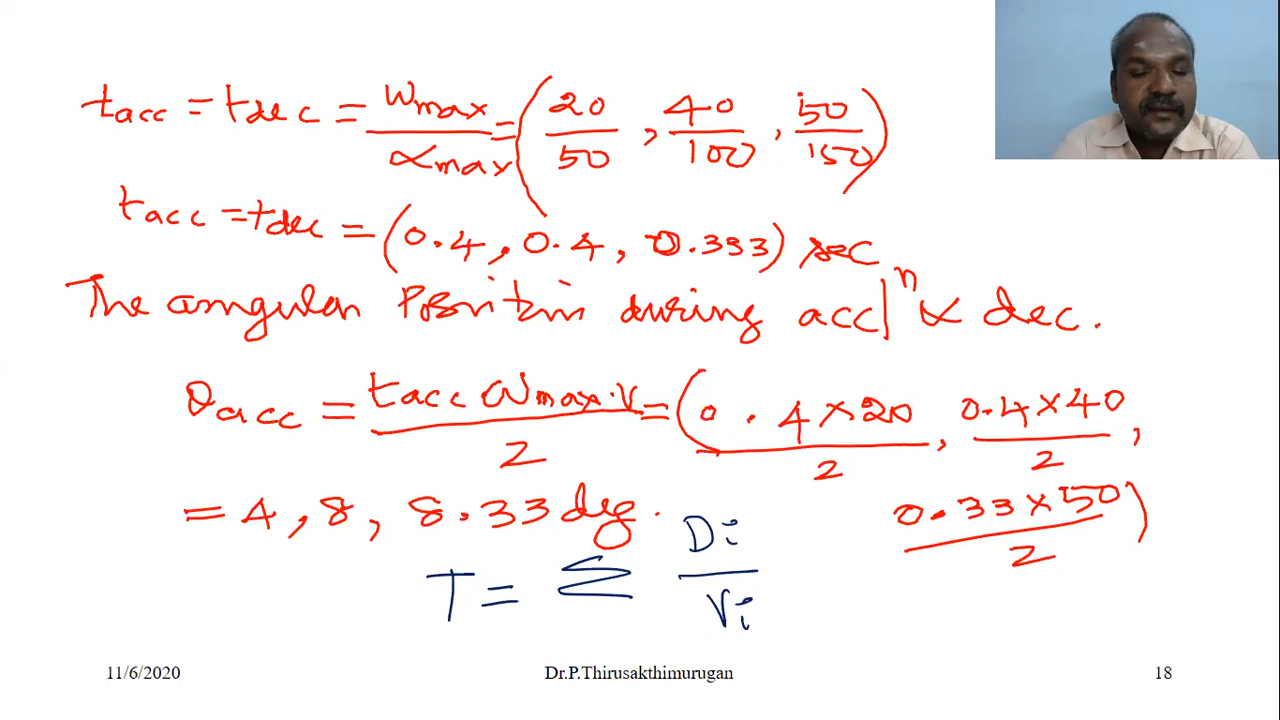 tacc = tdec = ωmax / αmax = (20/50, 40/100, 50/150)
tacc = tdec = (0.4, 0.4, 0.333) sec
The angular Position during accl^n & dec.
θacc = tacc ωmax.v / 2 = (0.4×20 / 2, 0.4×40 / 2,
0.33×50 / 2)
= 4, 8, 8.33 deg.
T = Σ Di / Vi
11/6/2020 Dr.P.Thirusakthimurugan 18